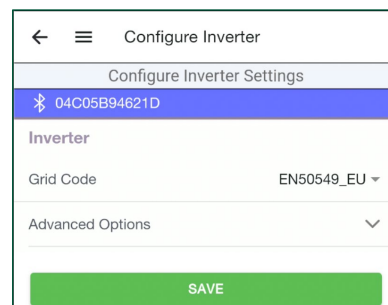 Configure Inverter
Configure Inverter Settings
04C05B94621D
Inverter
Grid Code EN50549_EU
Advanced Options
SAVE